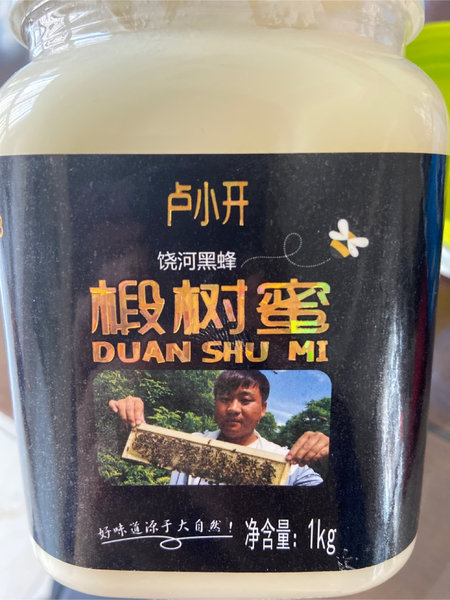 卢小开
饶河黑蜂
椴树蜜
DUAN SHU MI
好味道源于大自然!
净含量: 1kg